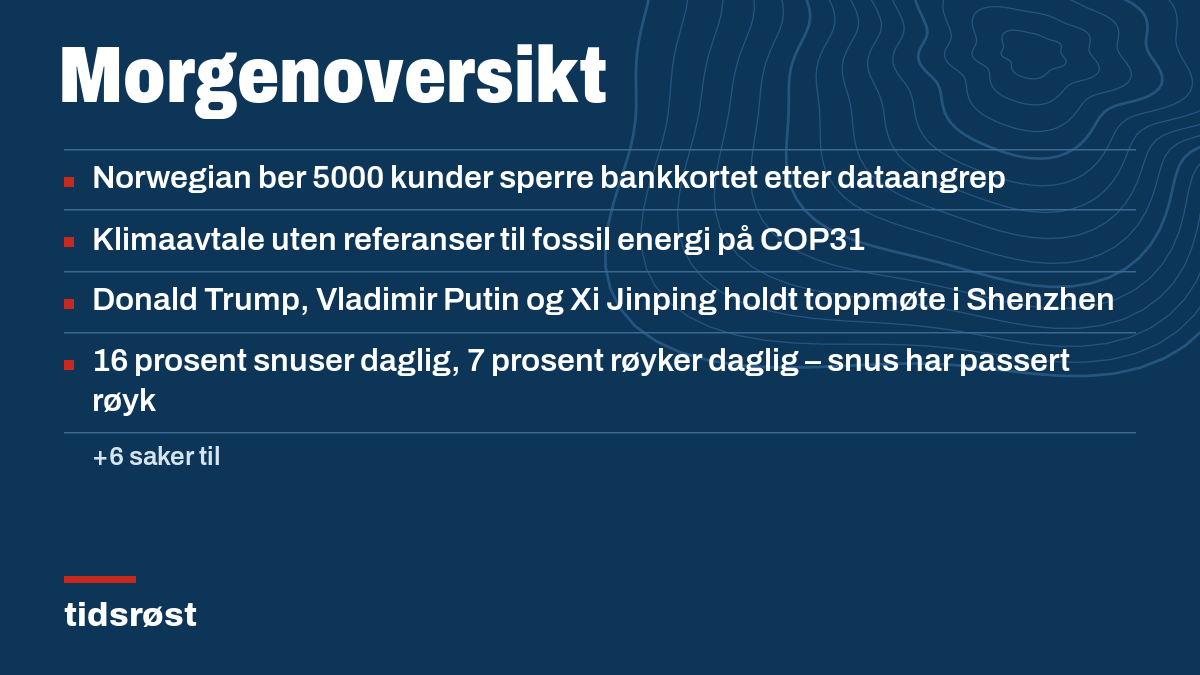 Morgenoversikt
Norwegian ber 5000 kunder sperre bankkortet etter dataangrep
Klimaavtale uten referanser til fossil energi på COP31
Donald Trump, Vladimir Putin og Xi Jinping holdt toppmøte i Shenzhen
16 prosent snuser daglig, 7 prosent røyker daglig – snus har passert
røyk
+6 saker til
tidsrøst